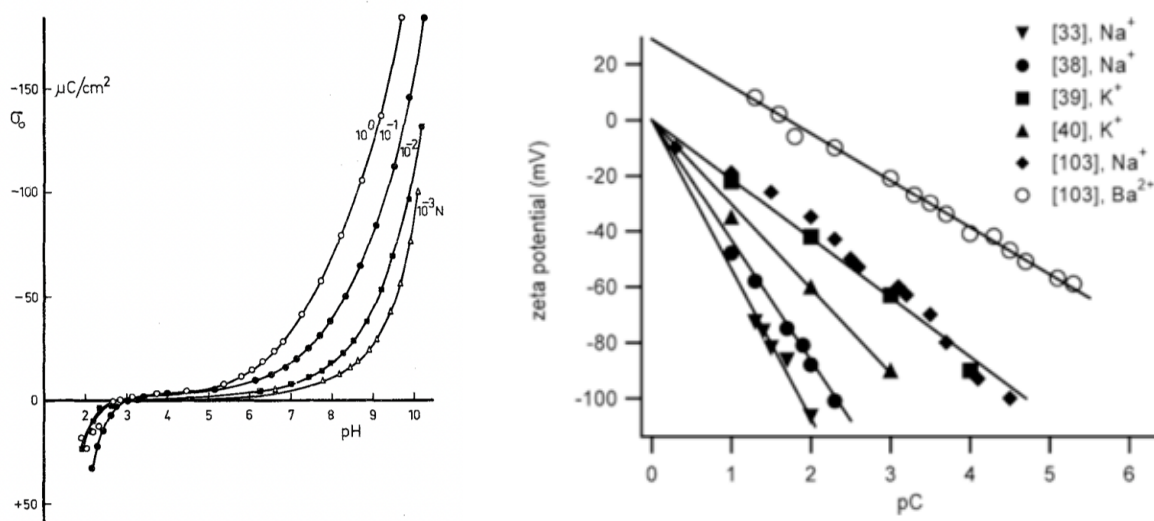 -150
μC/cm²
σ₀
10⁰
10⁻¹
10⁻²
-100
10⁻³N
-50
0
2 3 4 5 6 7 8 9 10
pH
+50
[33], Na⁺
[38], Na⁺
[39], K⁺
[40], K⁺
[103], Na⁺
[103], Ba²⁺
20
0
-20
-40
-60
-80
-100
zeta potential (mV)
0 1 2 3 4 5 6
pC